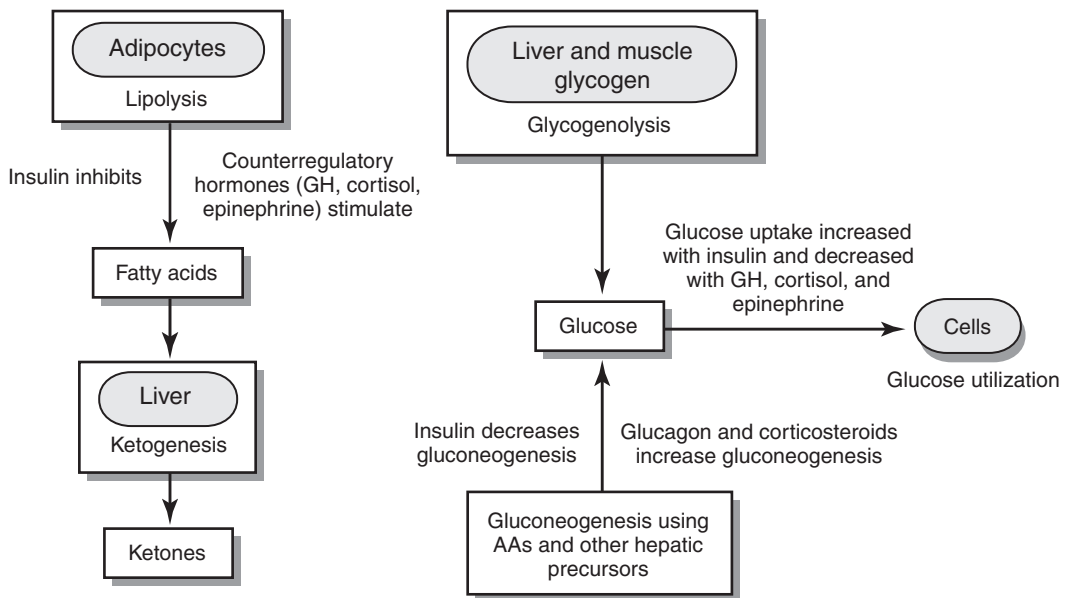 Adipocytes
Lipolysis
Insulin inhibits
Counterregulatory
hormones (GH, cortisol,
epinephrine) stimulate
Fatty acids
Liver
Ketogenesis
Ketones
Liver and muscle
glycogen
Glycogenolysis
Glucose uptake increased
with insulin and decreased
with GH, cortisol, and
epinephrine
Glucose
Cells
Glucose utilization
Insulin decreases
gluconeogenesis
Glucagon and corticosteroids
increase gluconeogenesis
Gluconeogenesis using
AAs and other hepatic
precursors